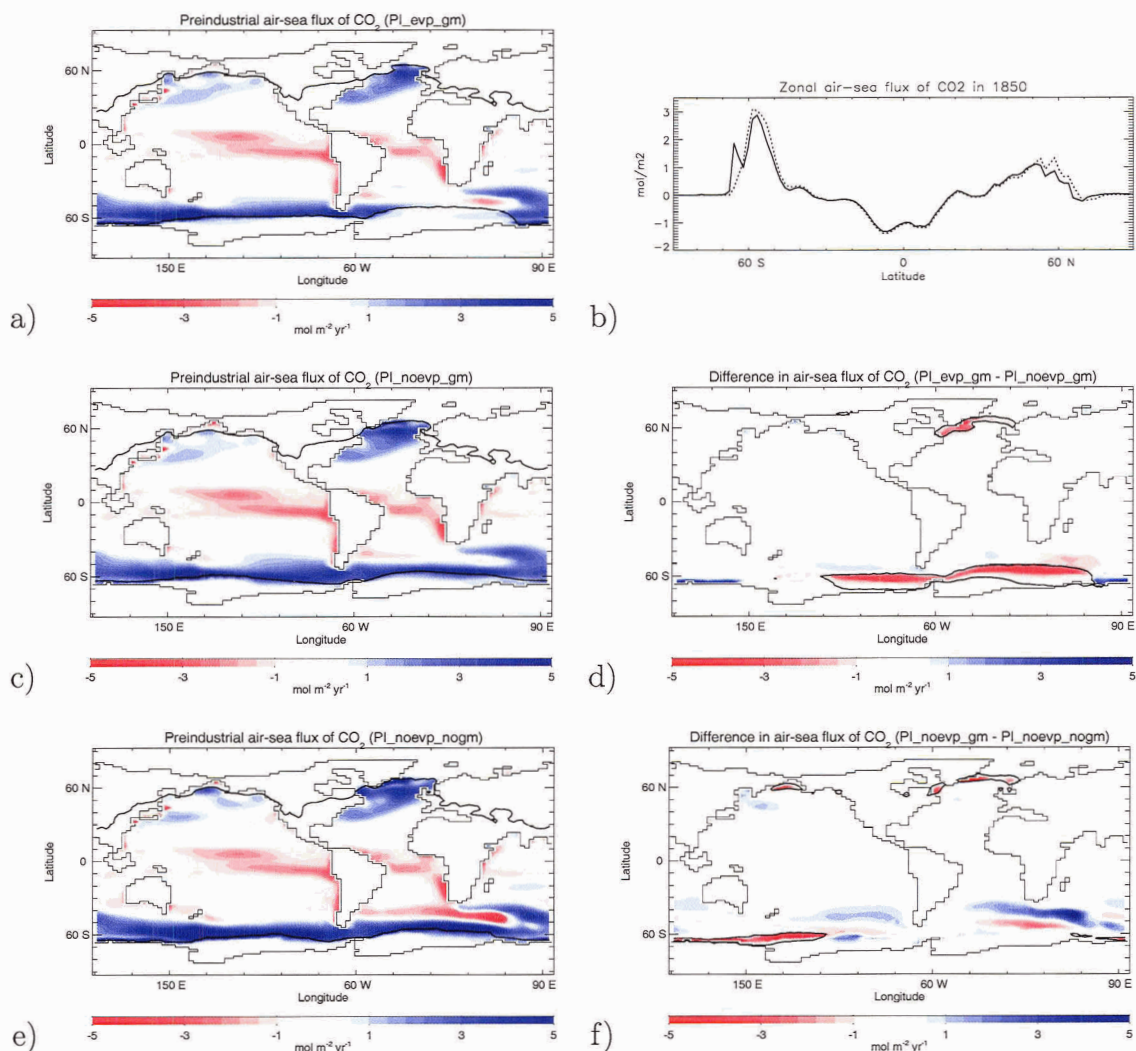 Preindustrial air-sea flux of CO2 (PI_evp_gm)
60 N
0
60 S
Latitude
150 E
60 W
90 E
Longitude
-5
-3
-1
1
3
5
mol m-2 yr-1
a)
Zonal air-sea flux of CO2 in 1850
3
2
1
0
-1
-2
mol/m2
60 S
0
60 N
Latitude
b)
Preindustrial air-sea flux of CO2 (PI_noevp_gm)
60 N
0
60 S
Latitude
150 E
60 W
90 E
Longitude
-5
-3
-1
1
3
5
mol m-2 yr-1
c)
Difference in air-sea flux of CO2 (PI_evp_gm - PI_noevp_gm)
60 N
0
60 S
Latitude
150 E
60 W
90 E
Longitude
-5
-3
-1
1
3
5
mol m-2 yr-1
d)
Preindustrial air-sea flux of CO2 (PI_noevp_nogm)
60 N
0
60 S
Latitude
150 E
60 W
90 E
Longitude
-5
-3
-1
1
3
5
mol m-2 yr-1
e)
Difference in air-sea flux of CO2 (PI_noevp_gm - PI_noevp_nogm)
60 N
0
60 S
Latitude
150 E
60 W
90 E
Longitude
-5
-3
-1
1
3
5
mol m-2 yr-1
f)